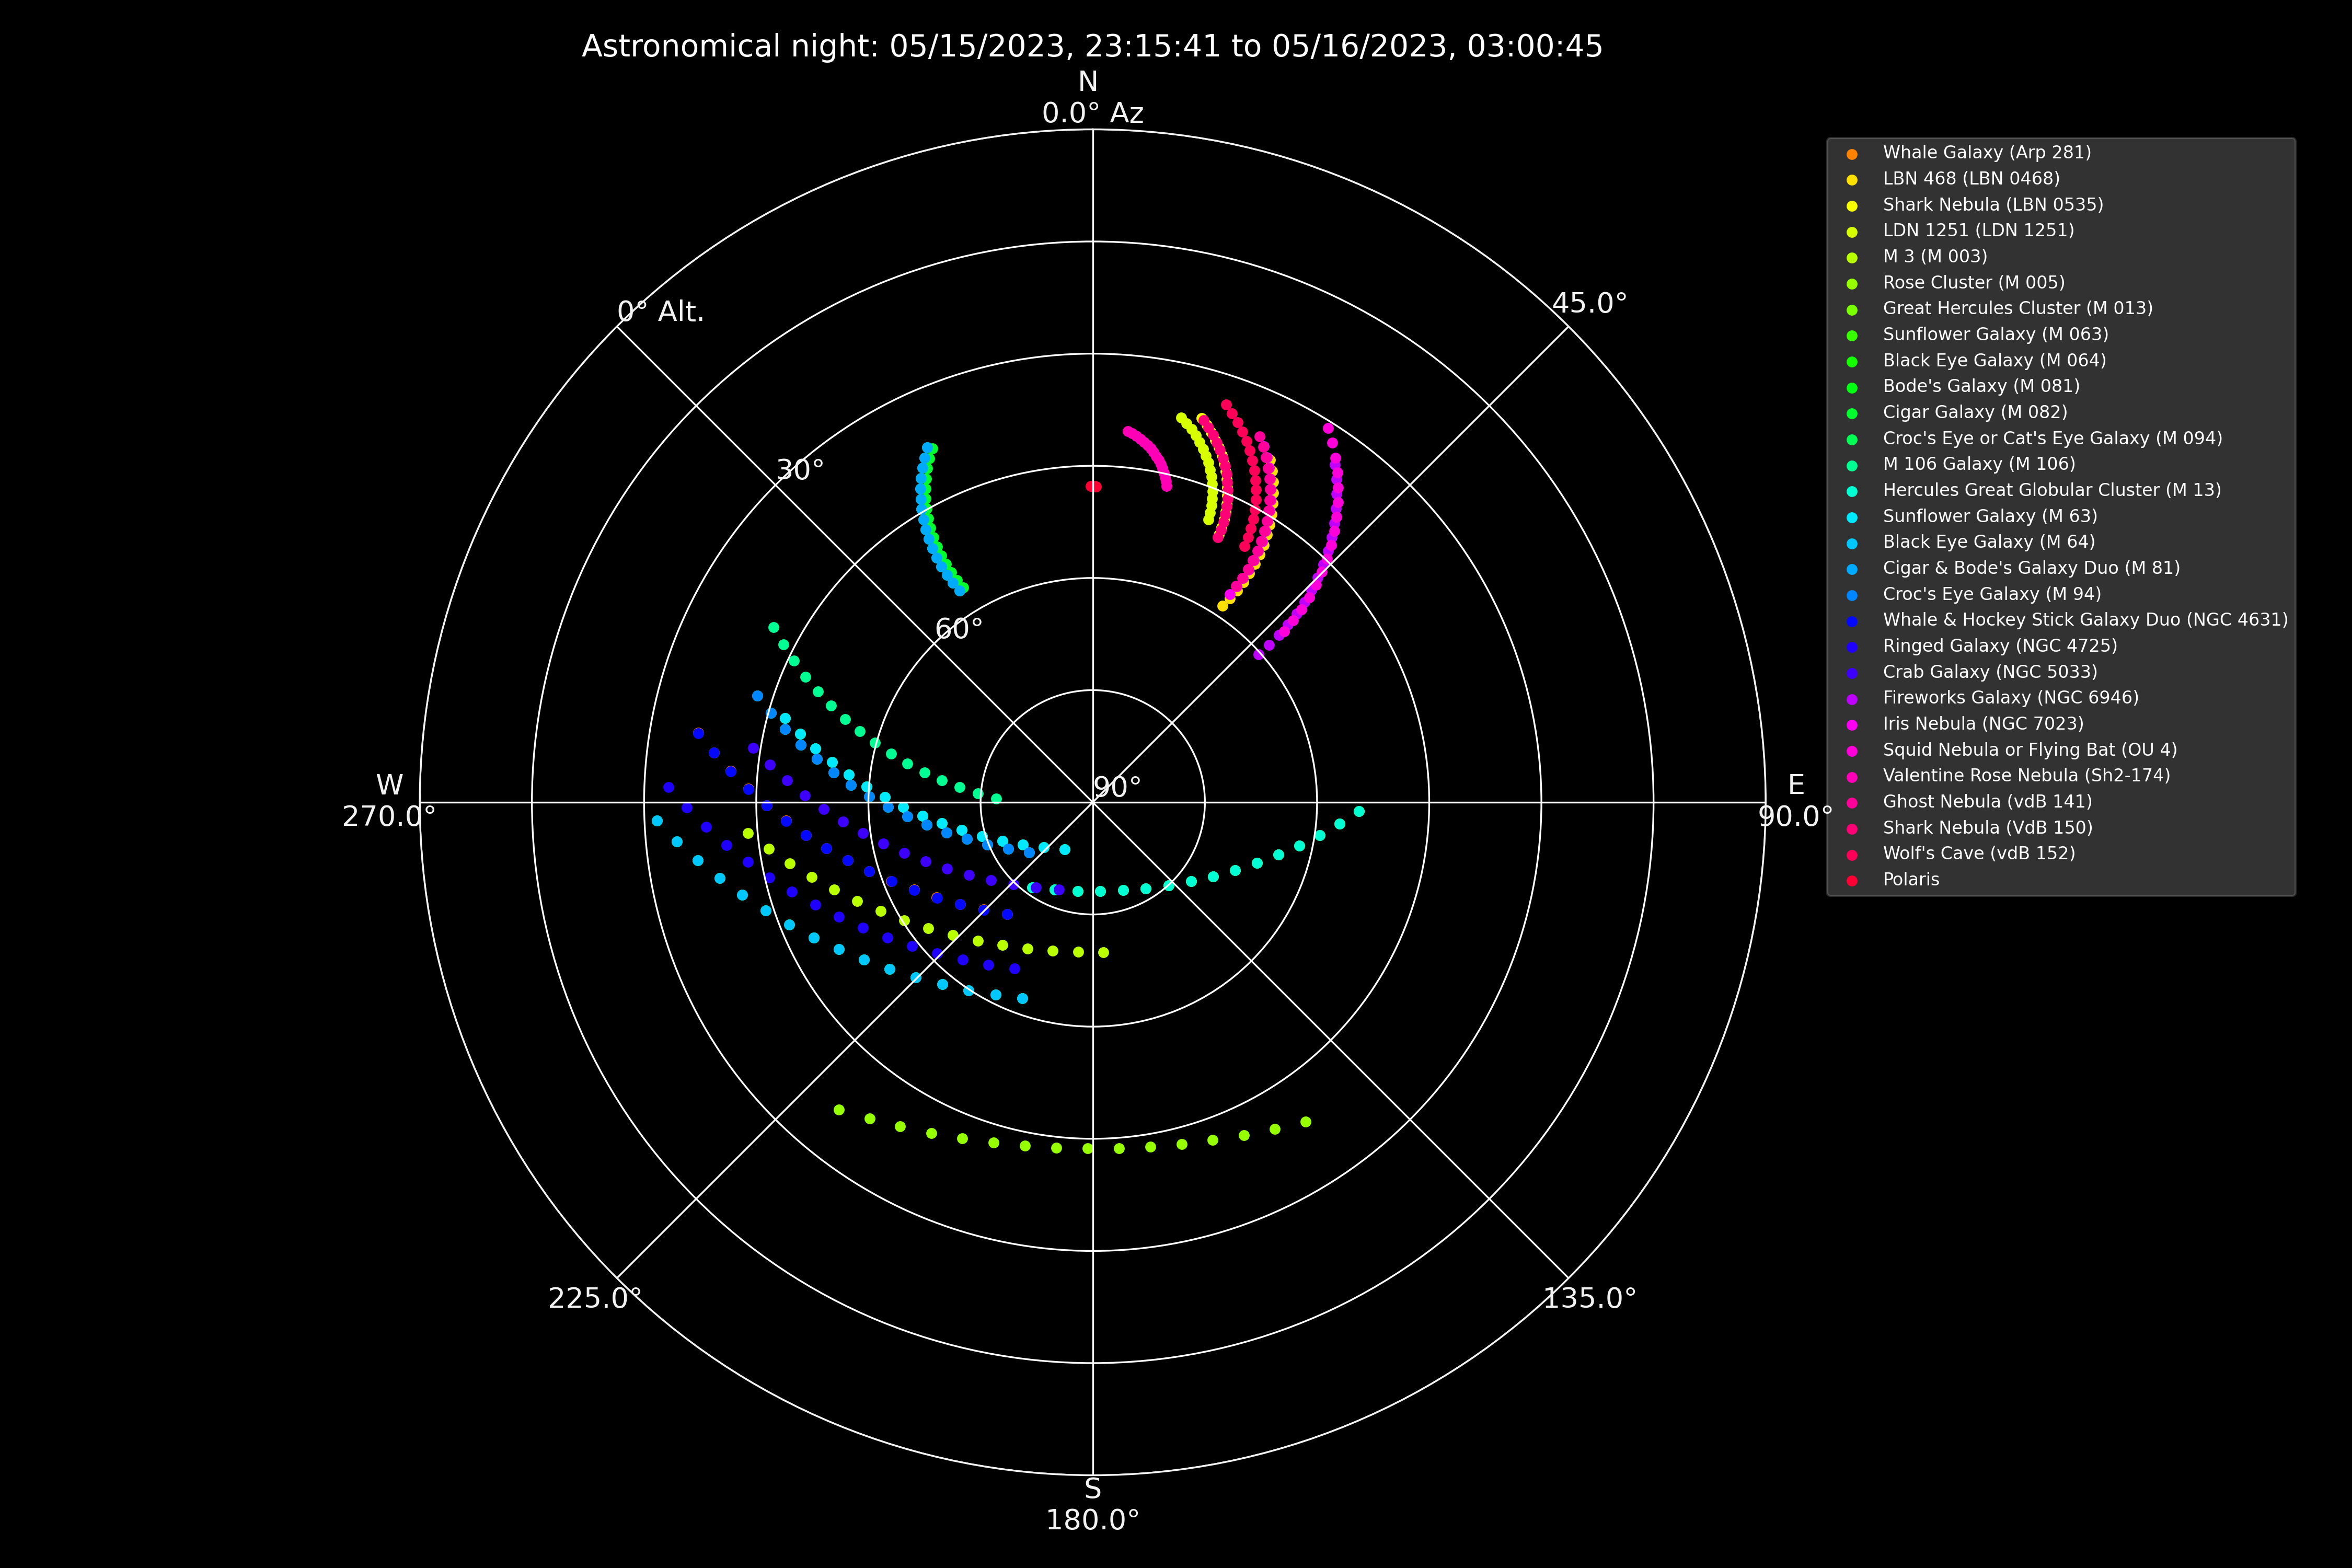 Astronomical night: 05/15/2023, 23:15:41 to 05/16/2023, 03:00:45
N
0.0° Az
45.0°
0° Alt.
30°
60°
90°
W
270.0°
E
90.0°
225.0°
135.0°
S
180.0°
Whale Galaxy (Arp 281)
LBN 468 (LBN 0468)
Shark Nebula (LBN 0535)
LDN 1251 (LDN 1251)
M 3 (M 003)
Rose Cluster (M 005)
Great Hercules Cluster (M 013)
Sunflower Galaxy (M 063)
Black Eye Galaxy (M 064)
Bode's Galaxy (M 081)
Cigar Galaxy (M 082)
Croc's Eye or Cat's Eye Galaxy (M 094)
M 106 Galaxy (M 106)
Hercules Great Globular Cluster (M 13)
Sunflower Galaxy (M 63)
Black Eye Galaxy (M 64)
Cigar & Bode's Galaxy Duo (M 81)
Croc's Eye Galaxy (M 94)
Whale & Hockey Stick Galaxy Duo (NGC 4631)
Ringed Galaxy (NGC 4725)
Crab Galaxy (NGC 5033)
Fireworks Galaxy (NGC 6946)
Iris Nebula (NGC 7023)
Squid Nebula or Flying Bat (OU 4)
Valentine Rose Nebula (Sh2-174)
Ghost Nebula (vdB 141)
Shark Nebula (VdB 150)
Wolf's Cave (vdB 152)
Polaris